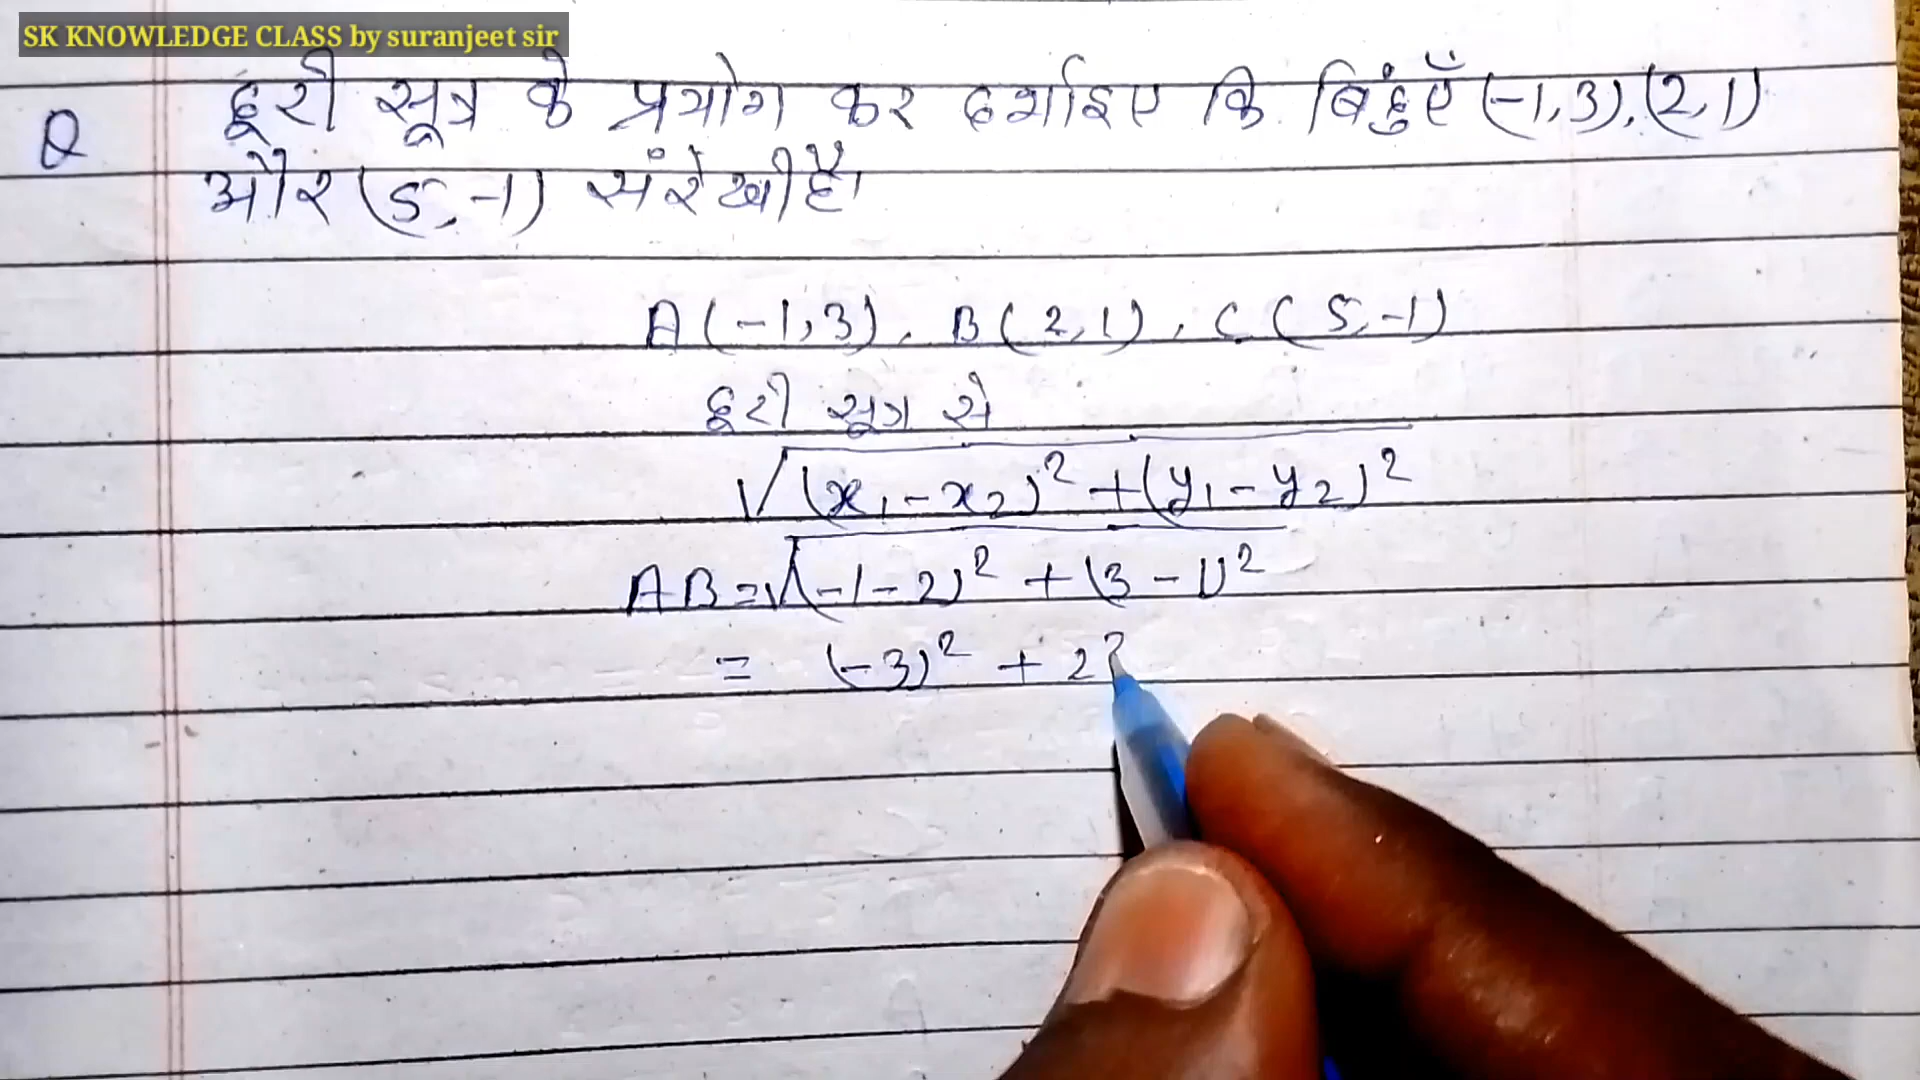 SK KNOWLEDGE CLASS by suranjeet sir
Q दूरी सूत्र के प्रयोग कर दर्शाइए कि बिंदुएँ (-1,3), (2,1)
और (5,-1) संरेखी है।
A(-1,3), B(2,1), C(5,-1)
दूरी सूत्र से
√(x₁-x₂)² + (y₁-y₂)²
AB = √(-1-2)² + (3-1)²
= (-3)² + 2²